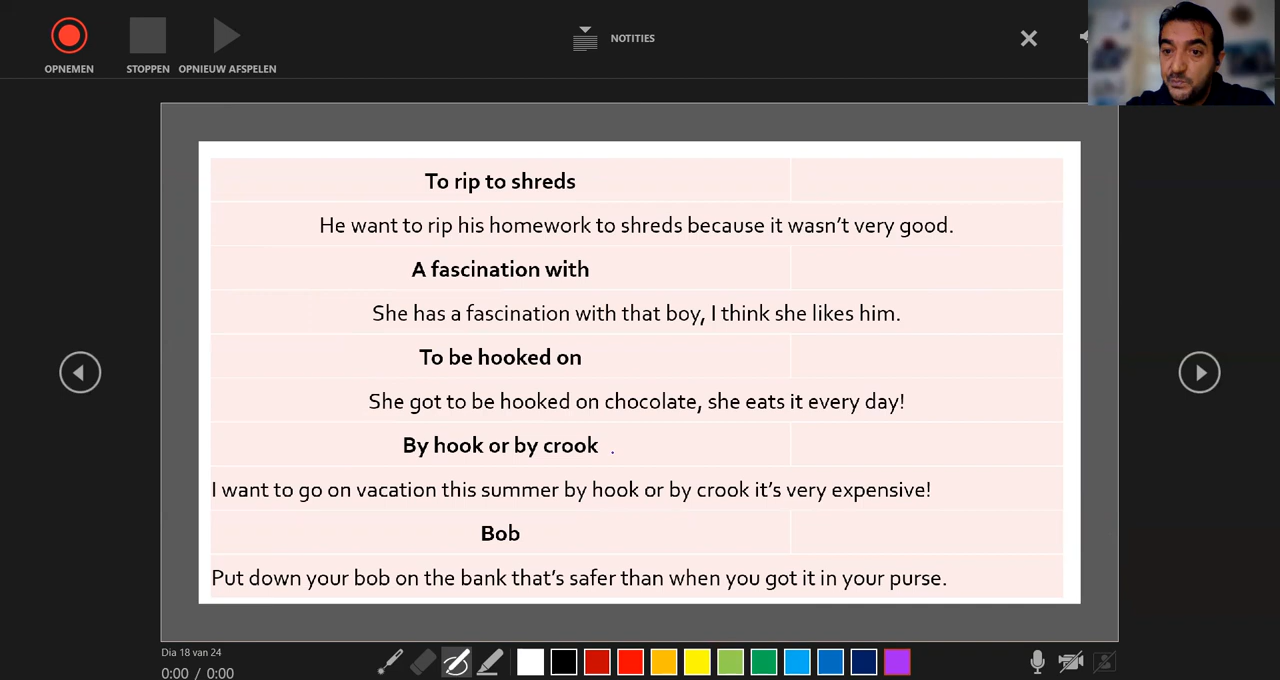 OPNEMEN
STOPPEN
OPNIEUW AFSPELEN
NOTITIES
To rip to shreds
He want to rip his homework to shreds because it wasn't very good.
A fascination with
She has a fascination with that boy, I think she likes him.
To be hooked on
She got to be hooked on chocolate, she eats it every day!
By hook or by crook .
I want to go on vacation this summer by hook or by crook it's very expensive!
Bob
Put down your bob on the bank that's safer than when you got it in your purse.
Dia 18 van 24
0:00 / 0:00